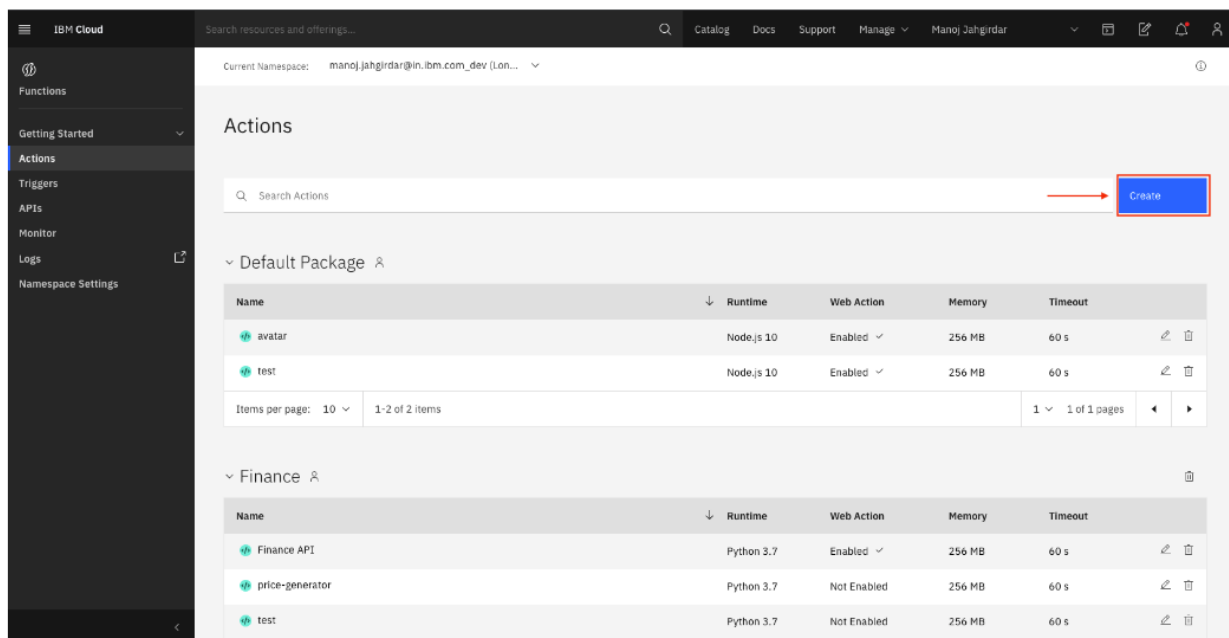 IBM Cloud
Search resources and offerings...
Catalog Docs Support Manage Manoj Jahgirdar
Functions
Getting Started
Actions
Triggers
APIs
Monitor
Logs
Namespace Settings
Current Namespace: manoj.jahgirdar@in.ibm.com_dev (Lon...
Actions
Search Actions
Create
Default Package
Name Runtime Web Action Memory Timeout
avatar Node.js 10 Enabled 256 MB 60 s
test Node.js 10 Enabled 256 MB 60 s
Items per page: 10 1-2 of 2 items 1 1 of 1 pages
Finance
Name Runtime Web Action Memory Timeout
Finance API Python 3.7 Enabled 256 MB 60 s
price-generator Python 3.7 Not Enabled 256 MB 60 s
test Python 3.7 Not Enabled 256 MB 60 s